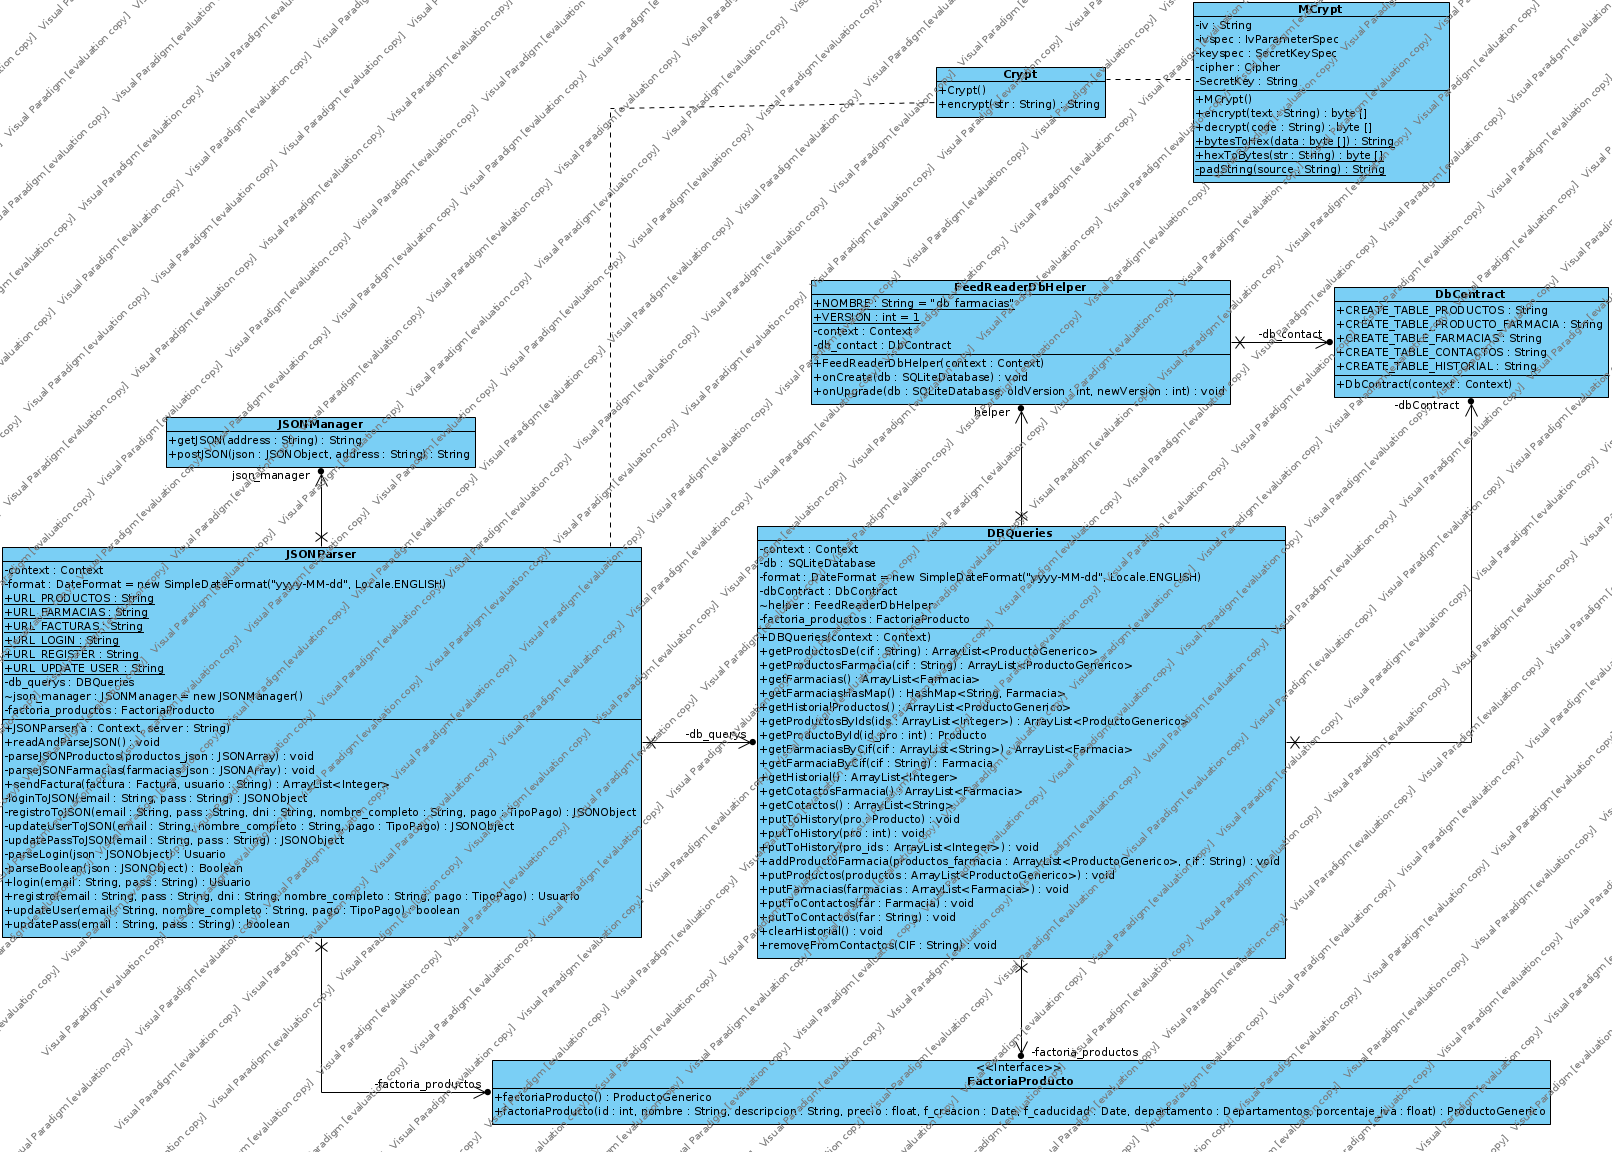 MCrypt
-iv : String
-ivspec : IvParameterSpec
-keyspec : SecretKeySpec
-cipher : Cipher
-SecretKey : String
+MCrypt()
+encrypt(text : String) : byte []
+decrypt(code : String) : byte []
+bytesToHex(data : byte []) : String
+hexToBytes(str : String) : byte []
-padString(source : String) : String
Crypt
+Crypt()
+encrypt(str : String) : String
FeedReaderDbHelper
+NOMBRE : String = "db_farmacias"
+VERSION : int = 1
-context : Context
-db_contact : DbContract
+FeedReaderDbHelper(context : Context)
+onCreate(db : SQLiteDatabase) : void
+onUpgrade(db : SQLiteDatabase, oldVersion : int, newVersion : int) : void
-db_contact
DbContract
+CREATE_TABLE_PRODUCTOS : String
+CREATE_TABLE_PRODUCTO_FARMACIA : String
+CREATE_TABLE_FARMACIAS : String
+CREATE_TABLE_CONTACTOS : String
+CREATE_TABLE_HISTORIAL : String
+DbContract(context : Context)
-dbContract
helper
JSONManager
+getJSON(address : String) : String
+postJSON(json : JSONObject, address : String) : String
json_manager
JSONParser
-context : Context
-format : DateFormat = new SimpleDateFormat("yyyy-MM-dd", Locale.ENGLISH)
+URL_PRODUCTOS : String
+URL_FARMACIAS : String
+URL_FACTURAS : String
+URL_LOGIN : String
+URL_REGISTER : String
+URL_UPDATE_USER : String
-db_querys : DBQueries
~json_manager : JSONManager = new JSONManager()
-factoria_productos : FactoriaProducto
+JSONParser(a : Context, server : String)
+readAndParseJSON() : void
-parseJSONProductos(productos_json : JSONArray) : void
-parseJSONFarmacias(farmacias_json : JSONArray) : void
+sendFactura(factura : Factura, usuario : String) : ArrayList<Integer>
-loginToJSON(email : String, pass : String) : JSONObject
-registroToJSON(email : String, pass : String, dni : String, nombre_completo : String, pago : TipoPago) : JSONObject
-updateUserToJSON(email : String, nombre_completo : String, pago : TipoPago) : JSONObject
-updatePassToJSON(email : String, pass : String) : JSONObject
-parseLogin(json : JSONObject) : Usuario
-parseBoolean(json : JSONObject) : Boolean
+login(email : String, pass : String) : Usuario
+registro(email : String, pass : String, dni : String, nombre_completo : String, pago : TipoPago) : Usuario
+updateUser(email : String, nombre_completo : String, pago : TipoPago) : boolean
+updatePass(email : String, pass : String) : boolean
-db_querys
DBQueries
-context : Context
-db : SQLiteDatabase
-format : DateFormat = new SimpleDateFormat("yyyy-MM-dd", Locale.ENGLISH)
-dbContract : DbContract
~helper : FeedReaderDbHelper
-factoria_productos : FactoriaProducto
+DBQueries(context : Context)
+getProductosDe(cif : String) : ArrayList<ProductoGenerico>
+getProductosFarmacia(cif : String) : ArrayList<ProductoGenerico>
+getFarmacias() : ArrayList<Farmacia>
+getFarmaciasHasMap() : HashMap<String, Farmacia>
+getHistorialProductos() : ArrayList<ProductoGenerico>
+getProductosByIds(ids : ArrayList<Integer>) : ArrayList<ProductoGenerico>
+getProductoById(id_pro : int) : Producto
+getFarmaciasByCif(cif : ArrayList<String>) : ArrayList<Farmacia>
+getFarmaciaByCif(cif : String) : Farmacia
+getHistorial() : ArrayList<Integer>
+getCotactosFarmacia() : ArrayList<Farmacia>
+getCotactos() : ArrayList<String>
+putToHistory(pro : Producto) : void
+putToHistory(pro : int) : void
+putToHistory(pro_ids : ArrayList<Integer>) : void
+addProductoFarmacia(productos_farmacia : ArrayList<ProductoGenerico>, cif : String) : void
+putProductos(productos : ArrayList<ProductoGenerico>) : void
+putFarmacias(farmacias : ArrayList<Farmacia>) : void
+putToContactos(far : Farmacia) : void
+putToContactos(far : String) : void
+clearHistorial() : void
+removeFromContactos(CIF : String) : void
-factoria_productos
-factoria_productos
<<Interface>>
FactoriaProducto
+factoriaProducto() : ProductoGenerico
+factoriaProducto(id : int, nombre : String, descripcion : String, precio : float, f_creacion : Date, f_caducidad : Date, departamento : Departamentos, porcentaje_iva : float) : ProductoGenerico
Visual Paradigm [evaluation copy]